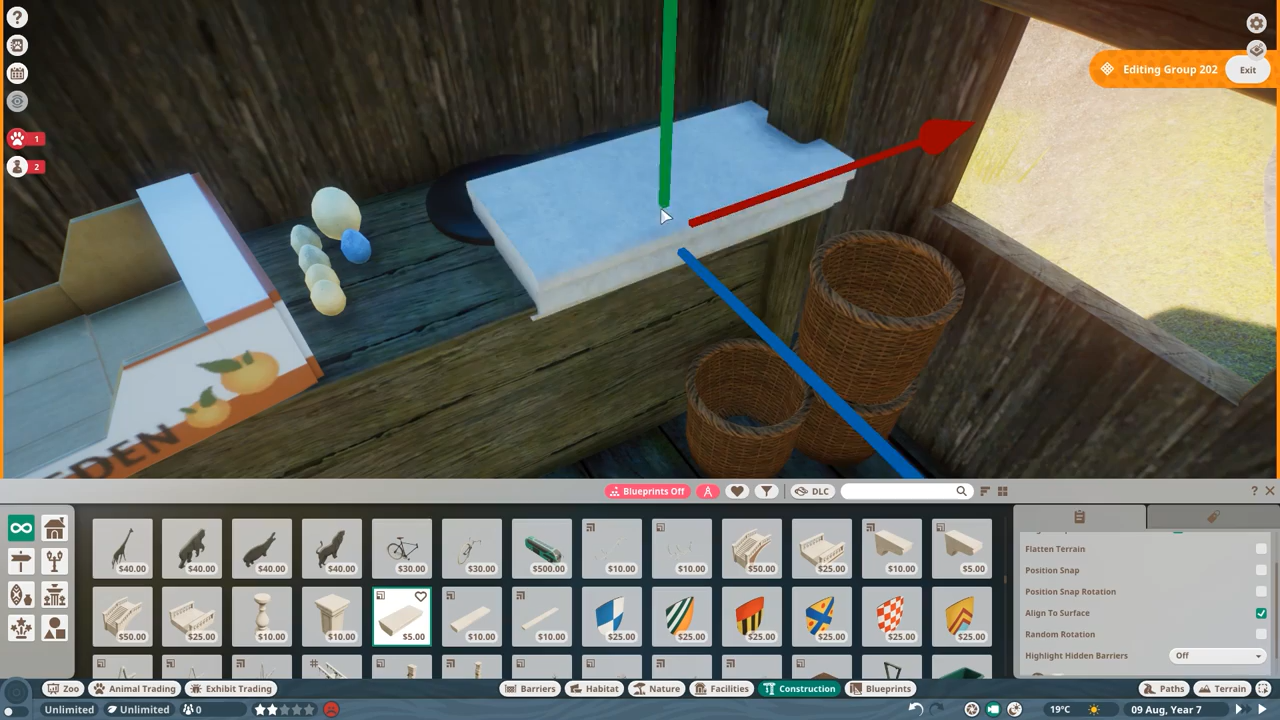 Editing Group 202
Exit
1
2
EDEN
Blueprints Off
DLC
?
$40.00 $40.00 $40.00 $40.00 $30.00 $30.00 $500.00 $10.00 $10.00 $50.00 $25.00 $10.00 $5.00
$50.00 $25.00 $10.00 $10.00 $5.00 $10.00 $10.00 $25.00 $25.00 $25.00 $25.00 $25.00 $25.00
Flatten Terrain
Position Snap
Position Snap Rotation
Align To Surface
Random Rotation
Highlight Hidden Barriers Off
Zoo Animal Trading Exhibit Trading Barriers Habitat Nature Facilities Construction Blueprints Paths Terrain
Unlimited Unlimited 0 19°C 09 Aug, Year 7